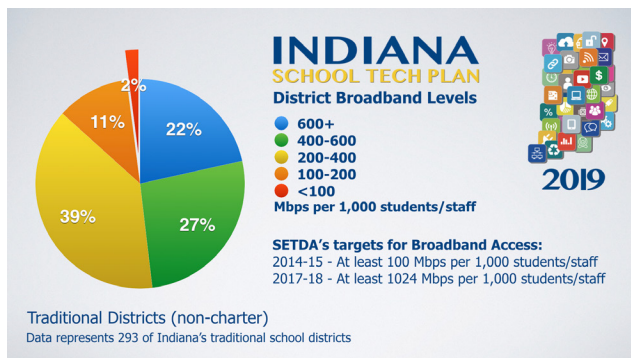 INDIANA
SCHOOL TECH PLAN
District Broadband Levels
600+
400-600
200-400
100-200
<100
Mbps per 1,000 students/staff
2019
2%
11%
22%
39%
27%
SETDA's targets for Broadband Access:
2014-15 - At least 100 Mbps per 1,000 students/staff
2017-18 - At least 1024 Mbps per 1,000 students/staff
Traditional Districts (non-charter)
Data represents 293 of Indiana's traditional school districts